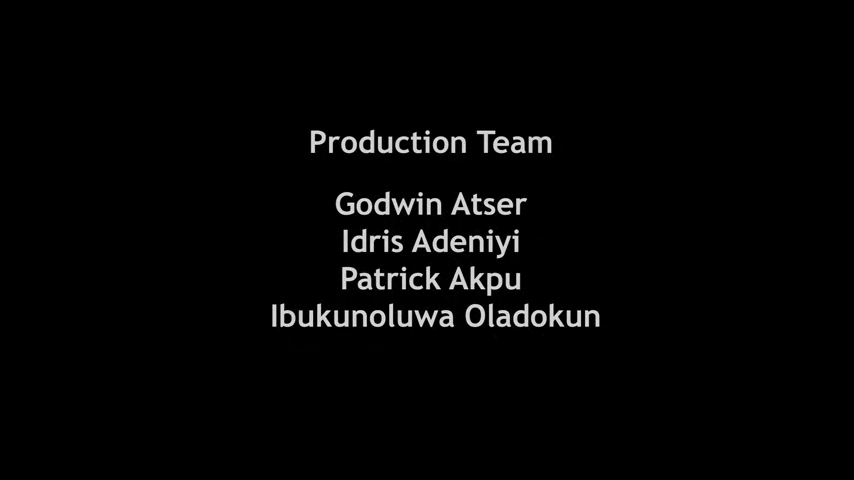 Production Team
Godwin Atser
Idris Adeniyi
Patrick Akpu
Ibukunoluwa Oladokun